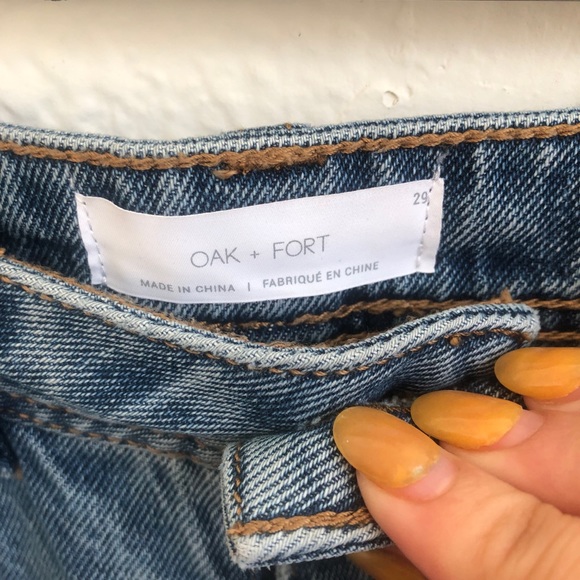 29
OAK + FORT
MADE IN CHINA | FABRIQUÉ EN CHINE